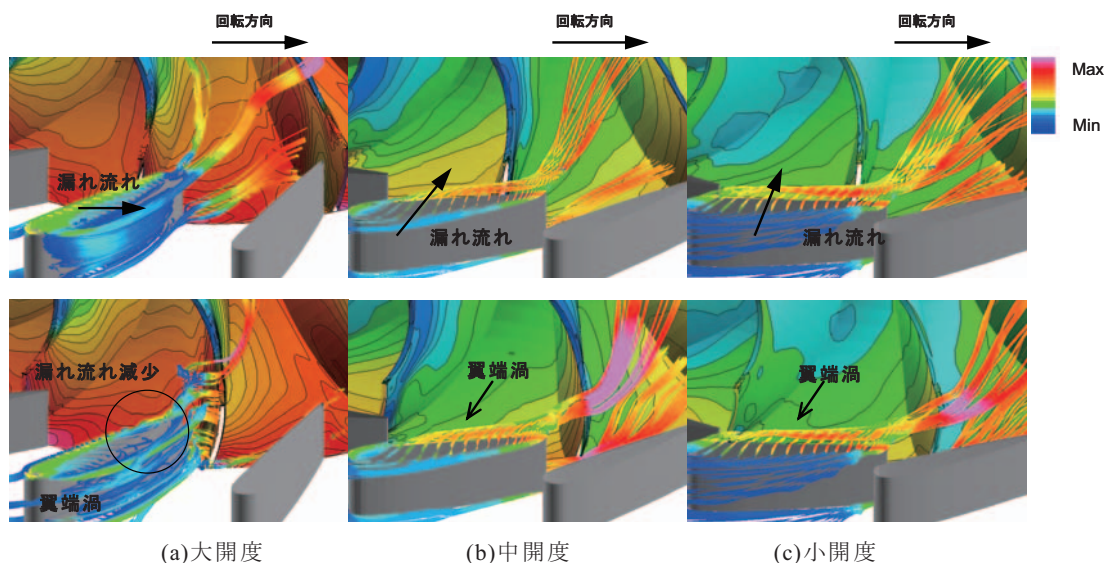 回転方向
回転方向
回転方向
Max
Min
漏れ流れ
漏れ流れ
漏れ流れ
漏れ流れ減少
翼端渦
翼端渦
翼端渦
(a)大開度
(b)中開度
(c)小開度